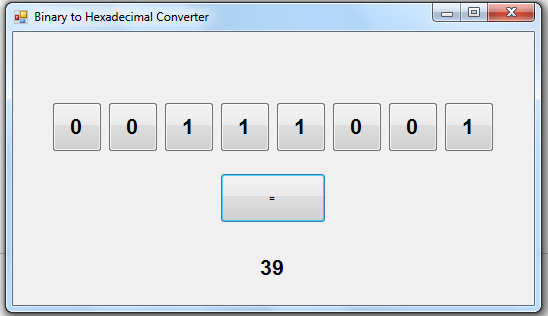 Binary to Hexadecimal Converter
0 0 1 1 1 0 0 1
=
39